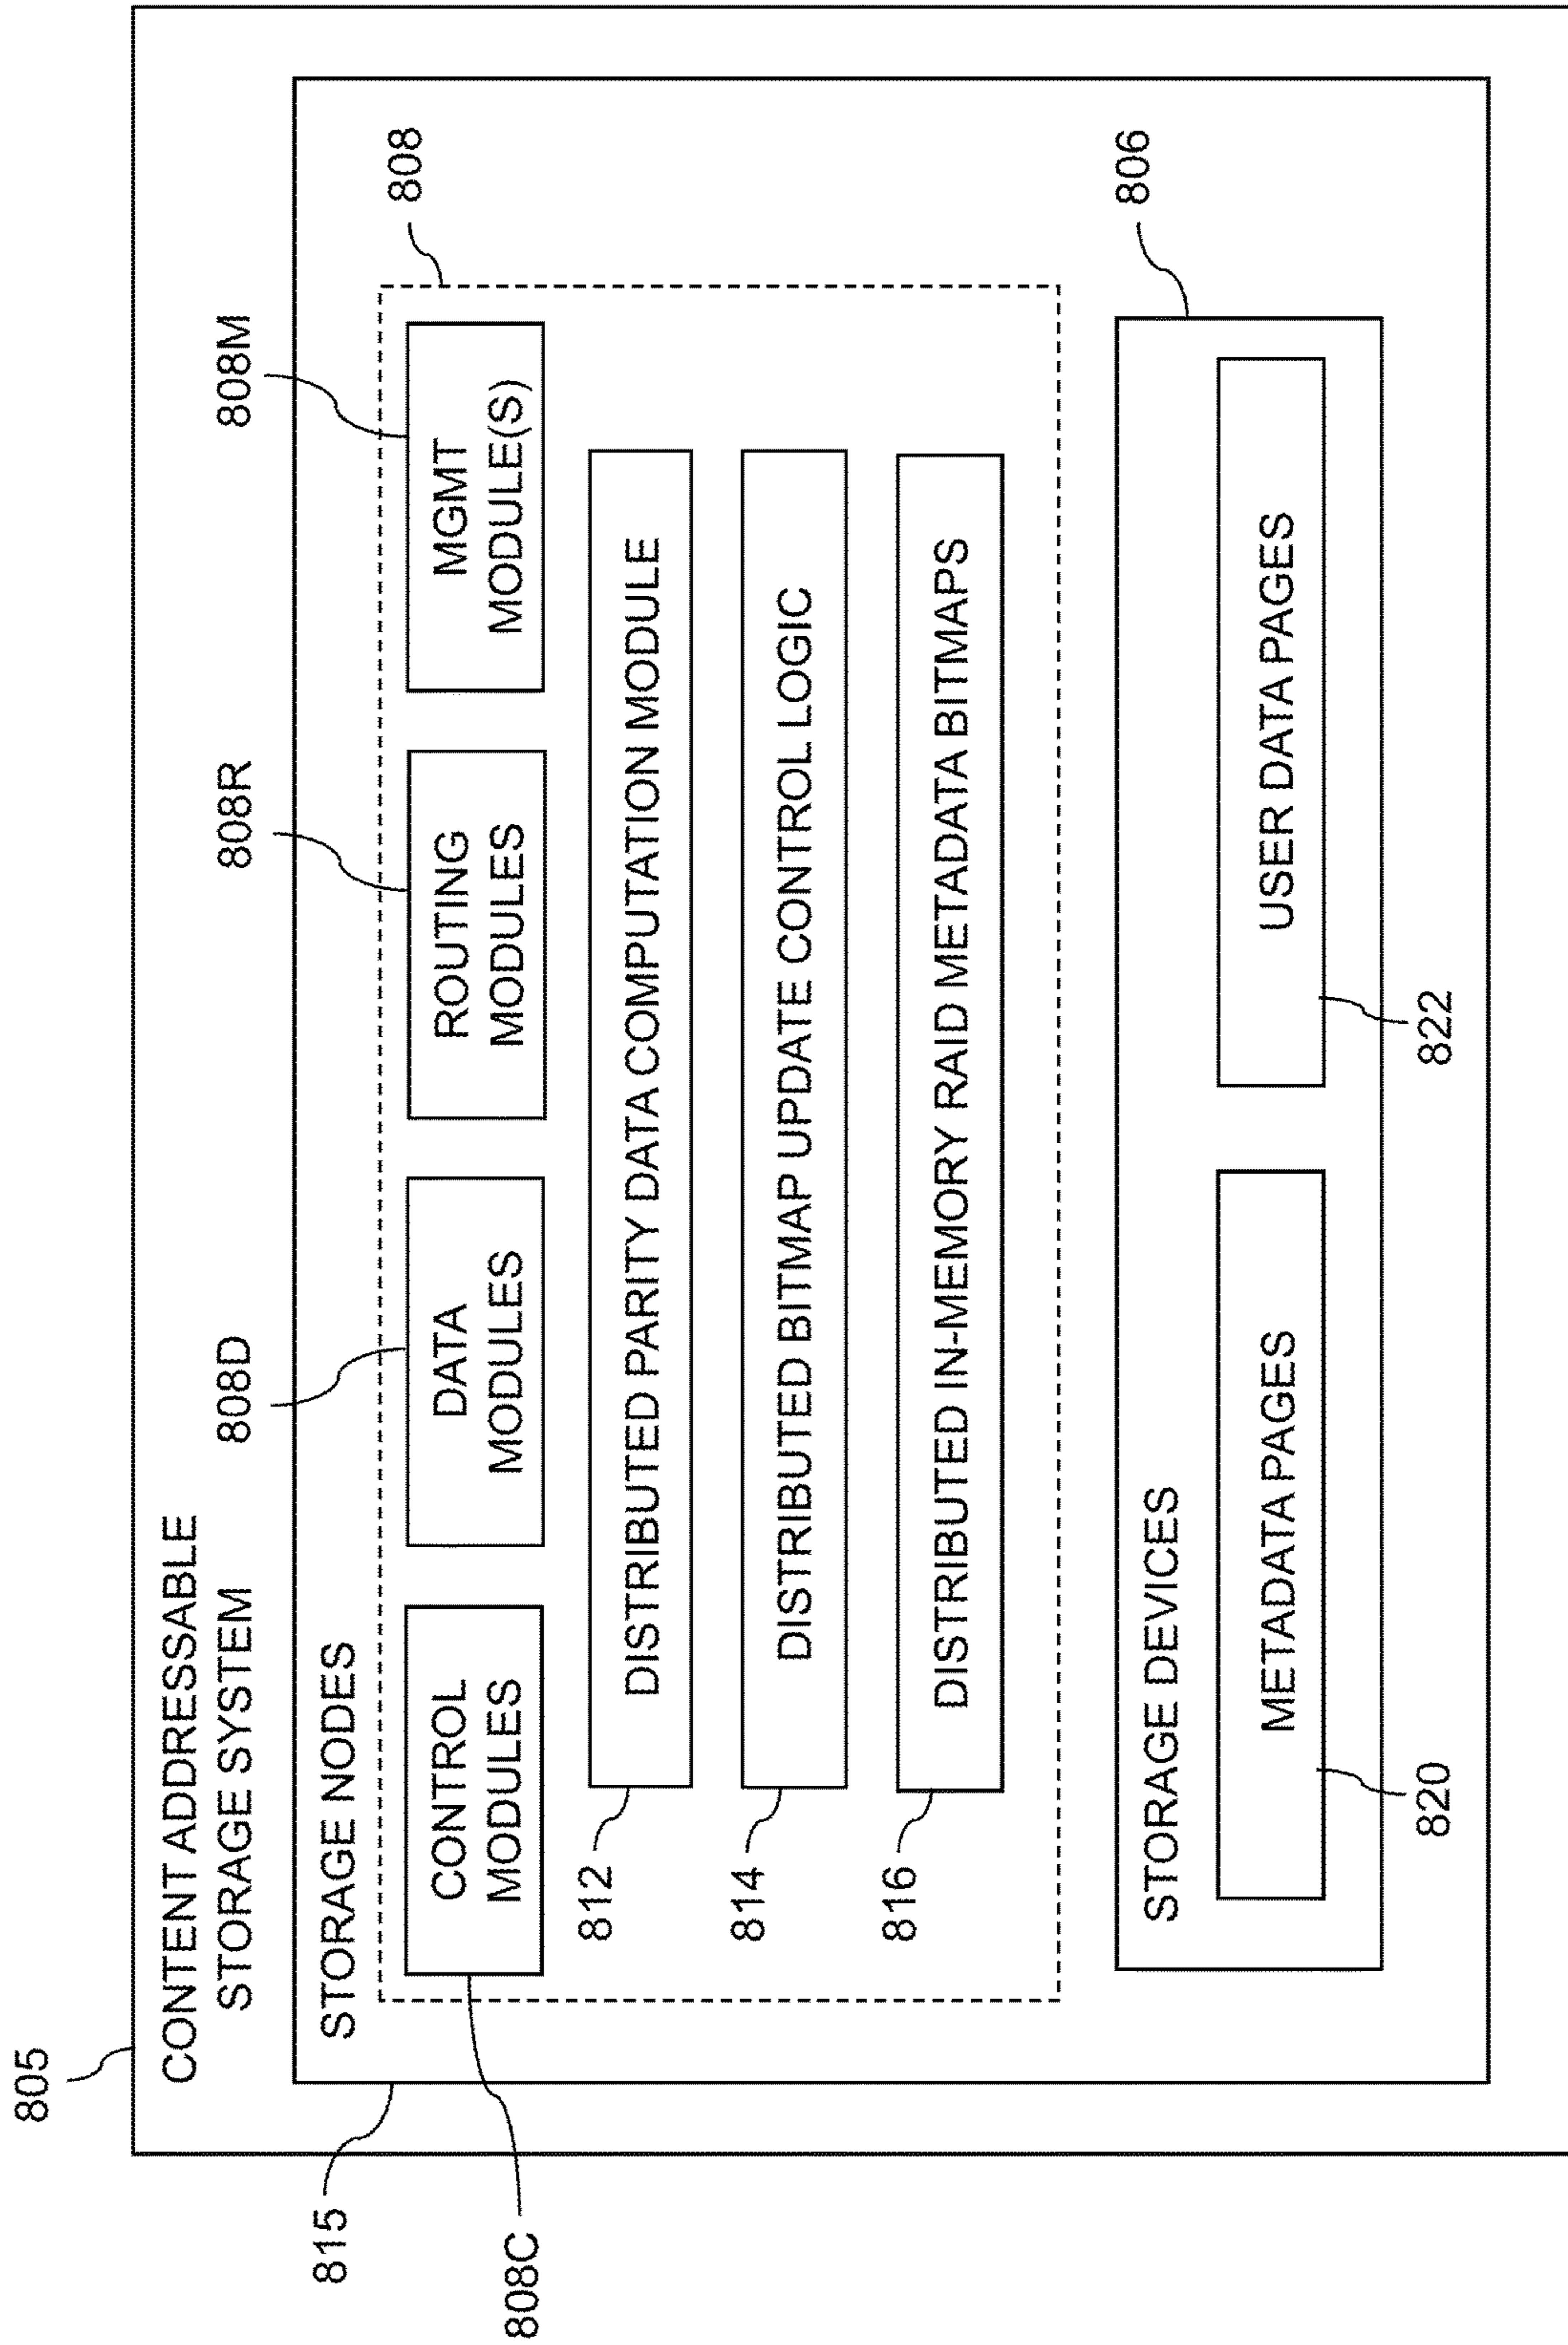 805
CONTENT ADDRESSABLE
STORAGE SYSTEM
808D
808R
808M
815
STORAGE NODES
808
808C
CONTROL
MODULES
DATA
MODULES
ROUTING
MODULES
MGMT
MODULE(S)
812
DISTRIBUTED PARITY DATA COMPUTATION MODULE
814
DISTRIBUTED BITMAP UPDATE CONTROL LOGIC
816
DISTRIBUTED IN-MEMORY RAID METADATA BITMAPS
STORAGE DEVICES
806
METADATA PAGES
USER DATA PAGES
820
822